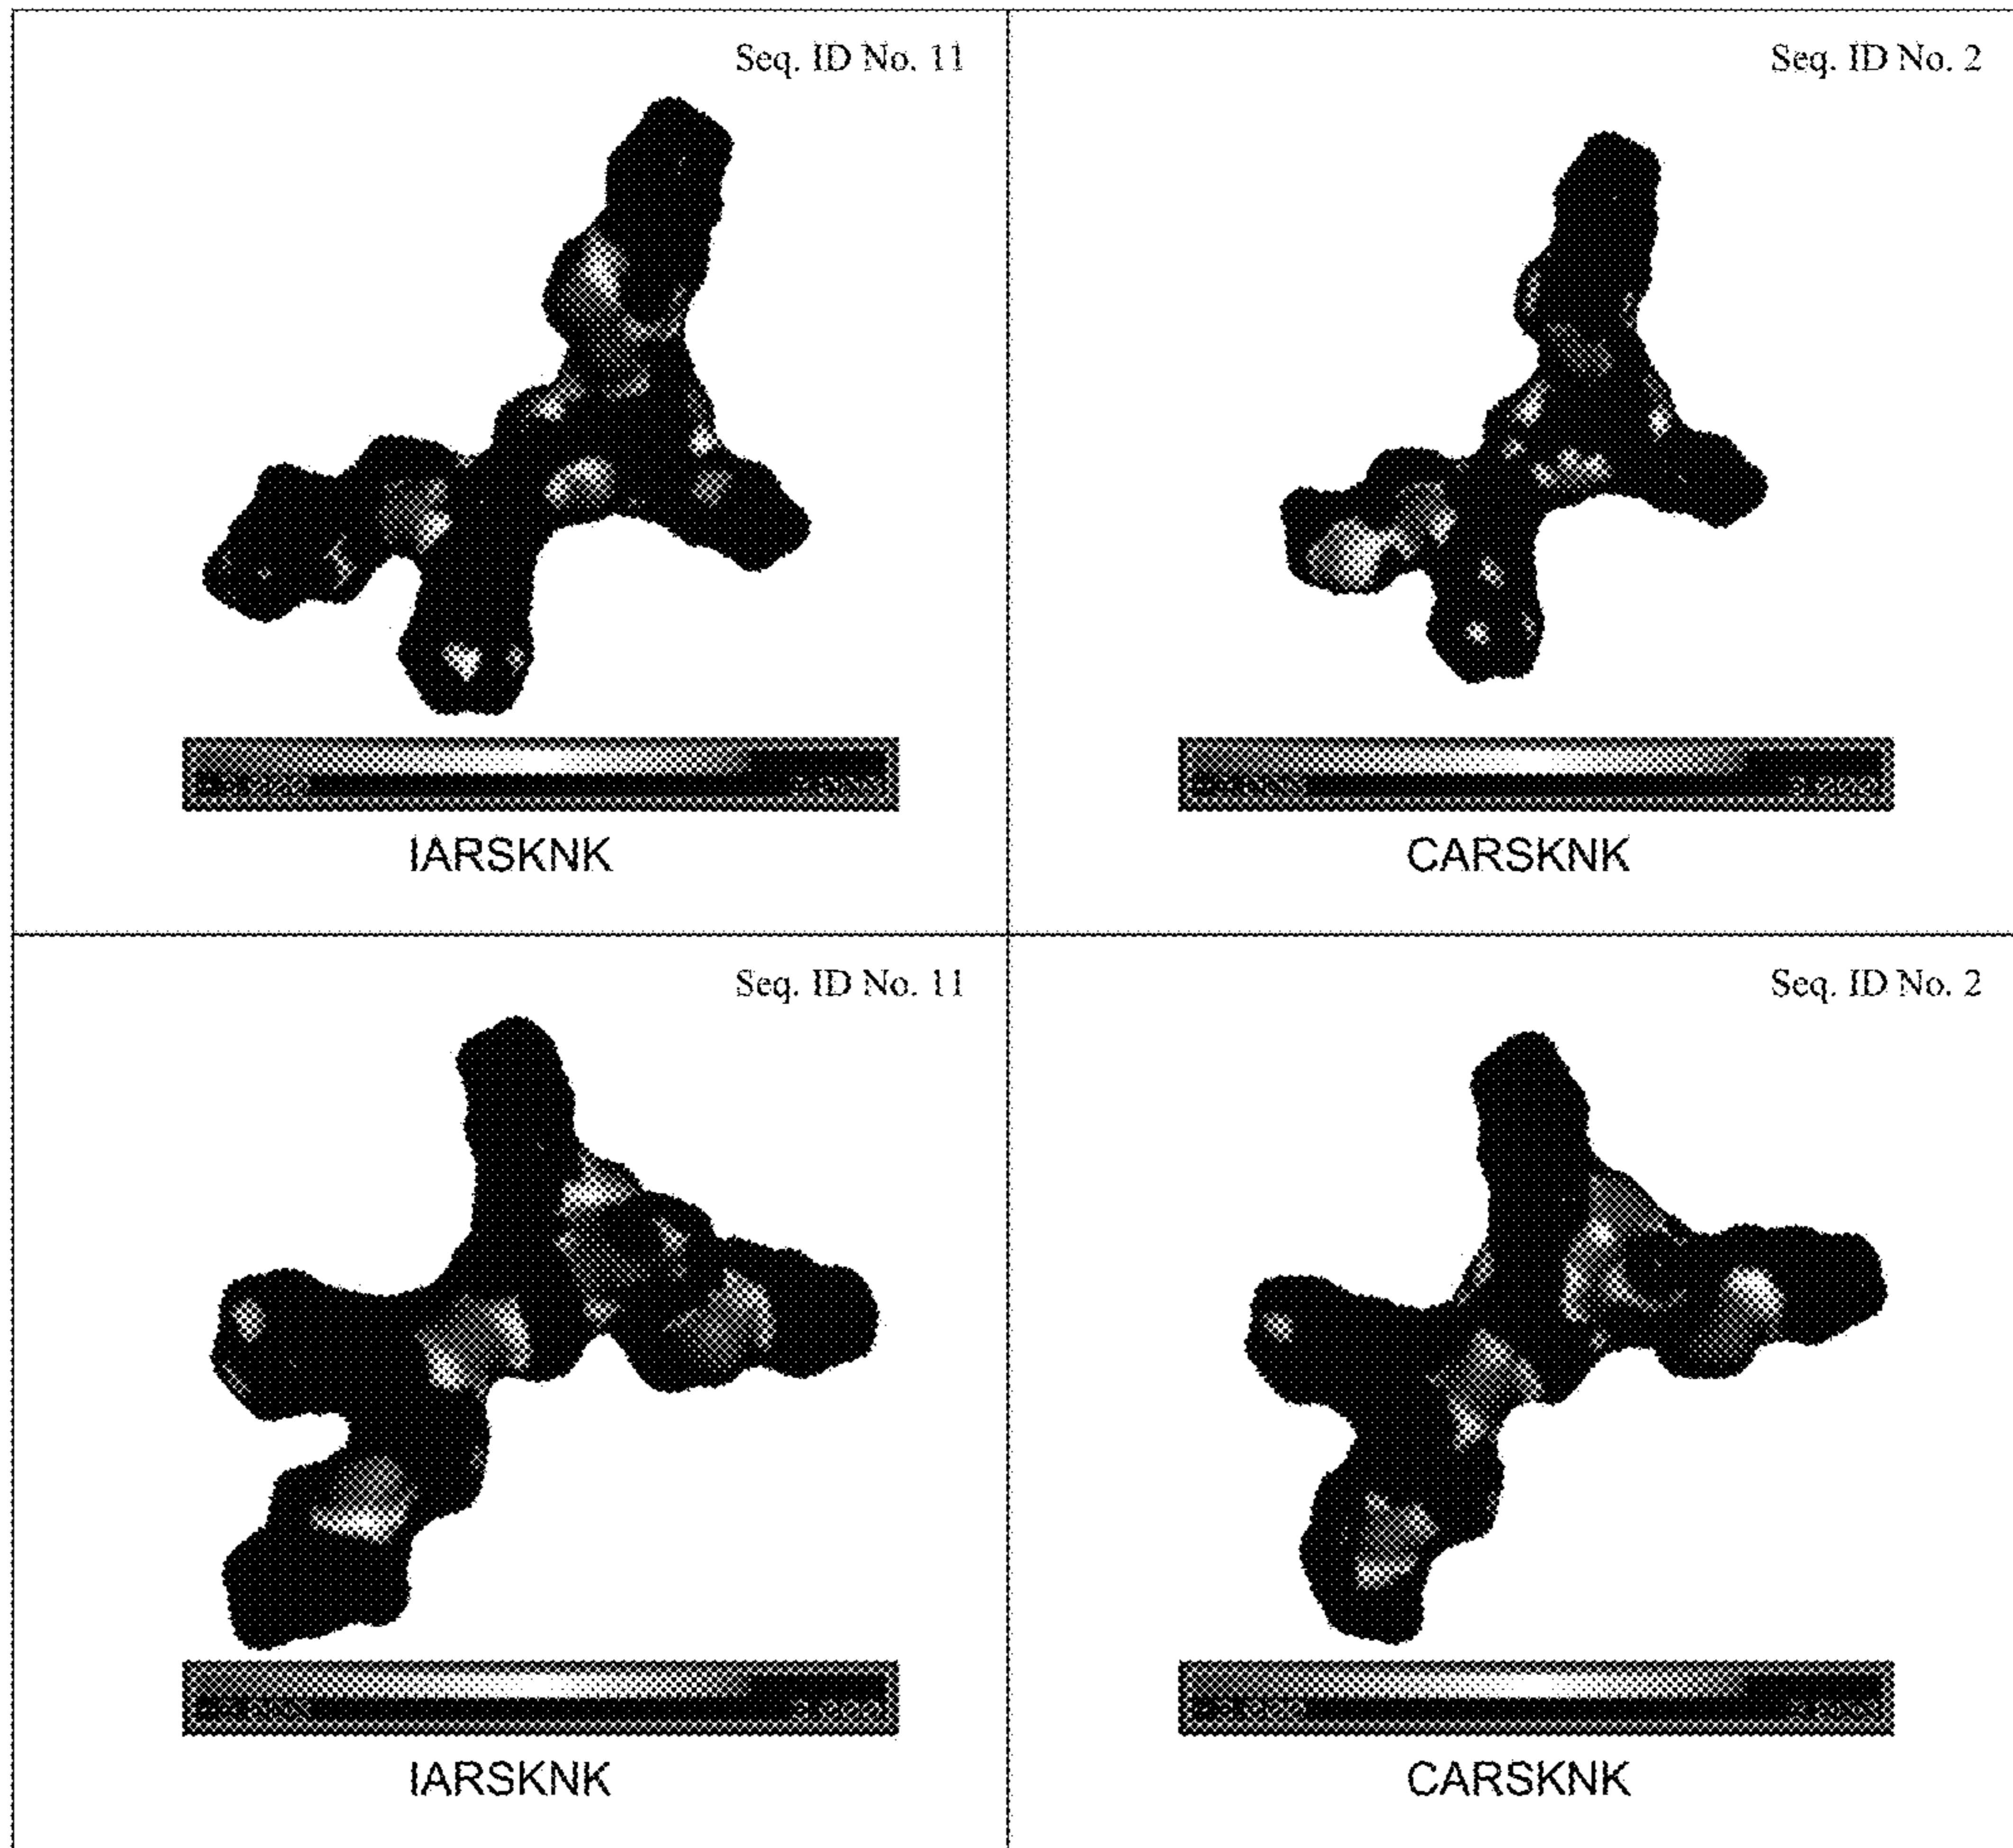 Seq. ID No. 11
IARSKNK
Seq. ID No. 2
CARSKNK
Seq. ID No. 11
IARSKNK
Seq. ID No. 2
CARSKNK